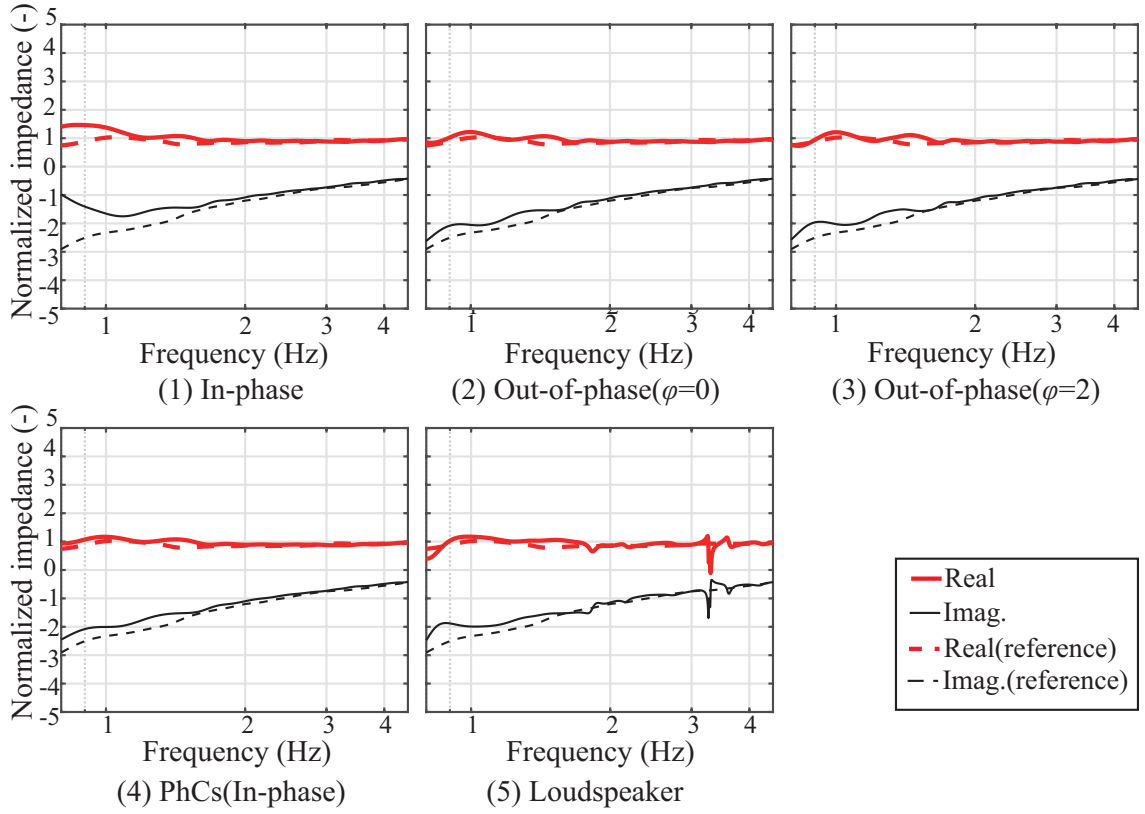 Normalized impedance (-)
5
4
3
2
1
0
-1
-2
-3
-4
-5
1 2 3 4
Frequency (Hz)
(1) In-phase
1 2 3 4
Frequency (Hz)
(2) Out-of-phase(φ=0)
1 2 3 4
Frequency (Hz)
(3) Out-of-phase(φ=2)
Normalized impedance (-)
5
4
3
2
1
0
-1
-2
-3
-4
-5
1 2 3 4
Frequency (Hz)
(4) PhCs(In-phase)
1 2 3 4
Frequency (Hz)
(5) Loudspeaker
Real
Imag.
Real(reference)
Imag.(reference)